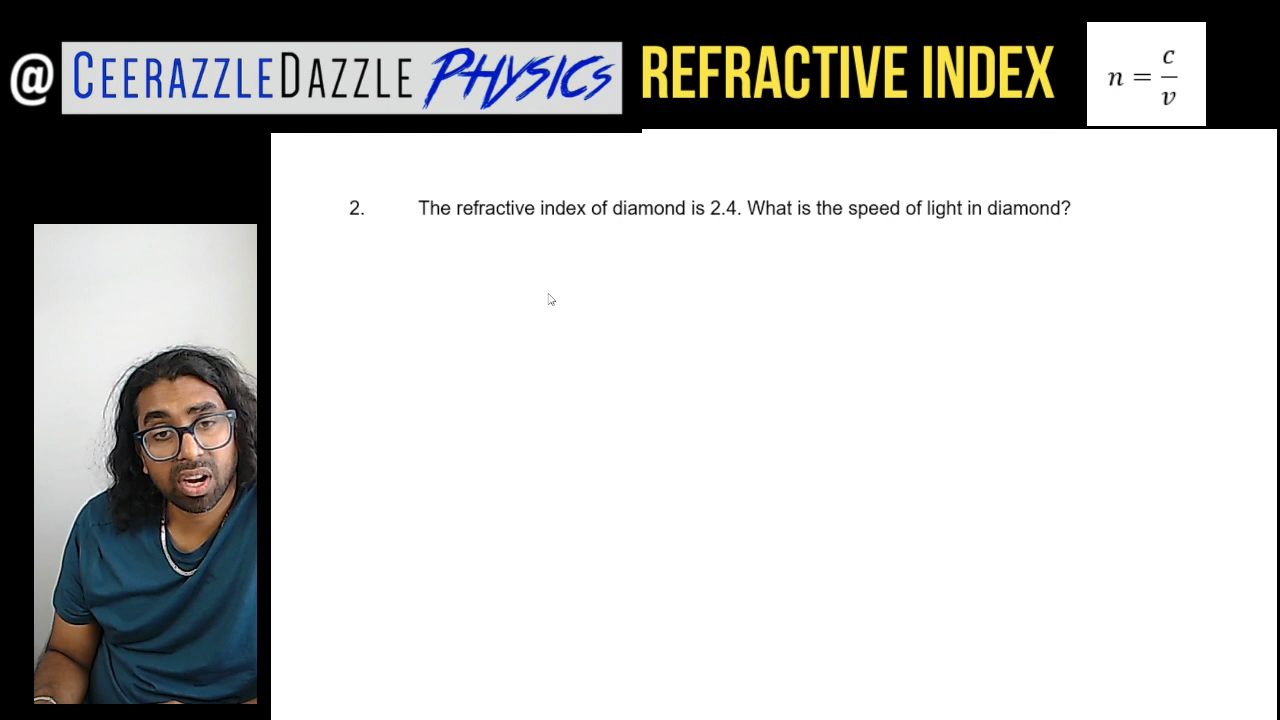 @ CEERAZZLEDAZZLE PHYSICS REFRACTIVE INDEX n = c/v
2. The refractive index of diamond is 2.4. What is the speed of light in diamond?